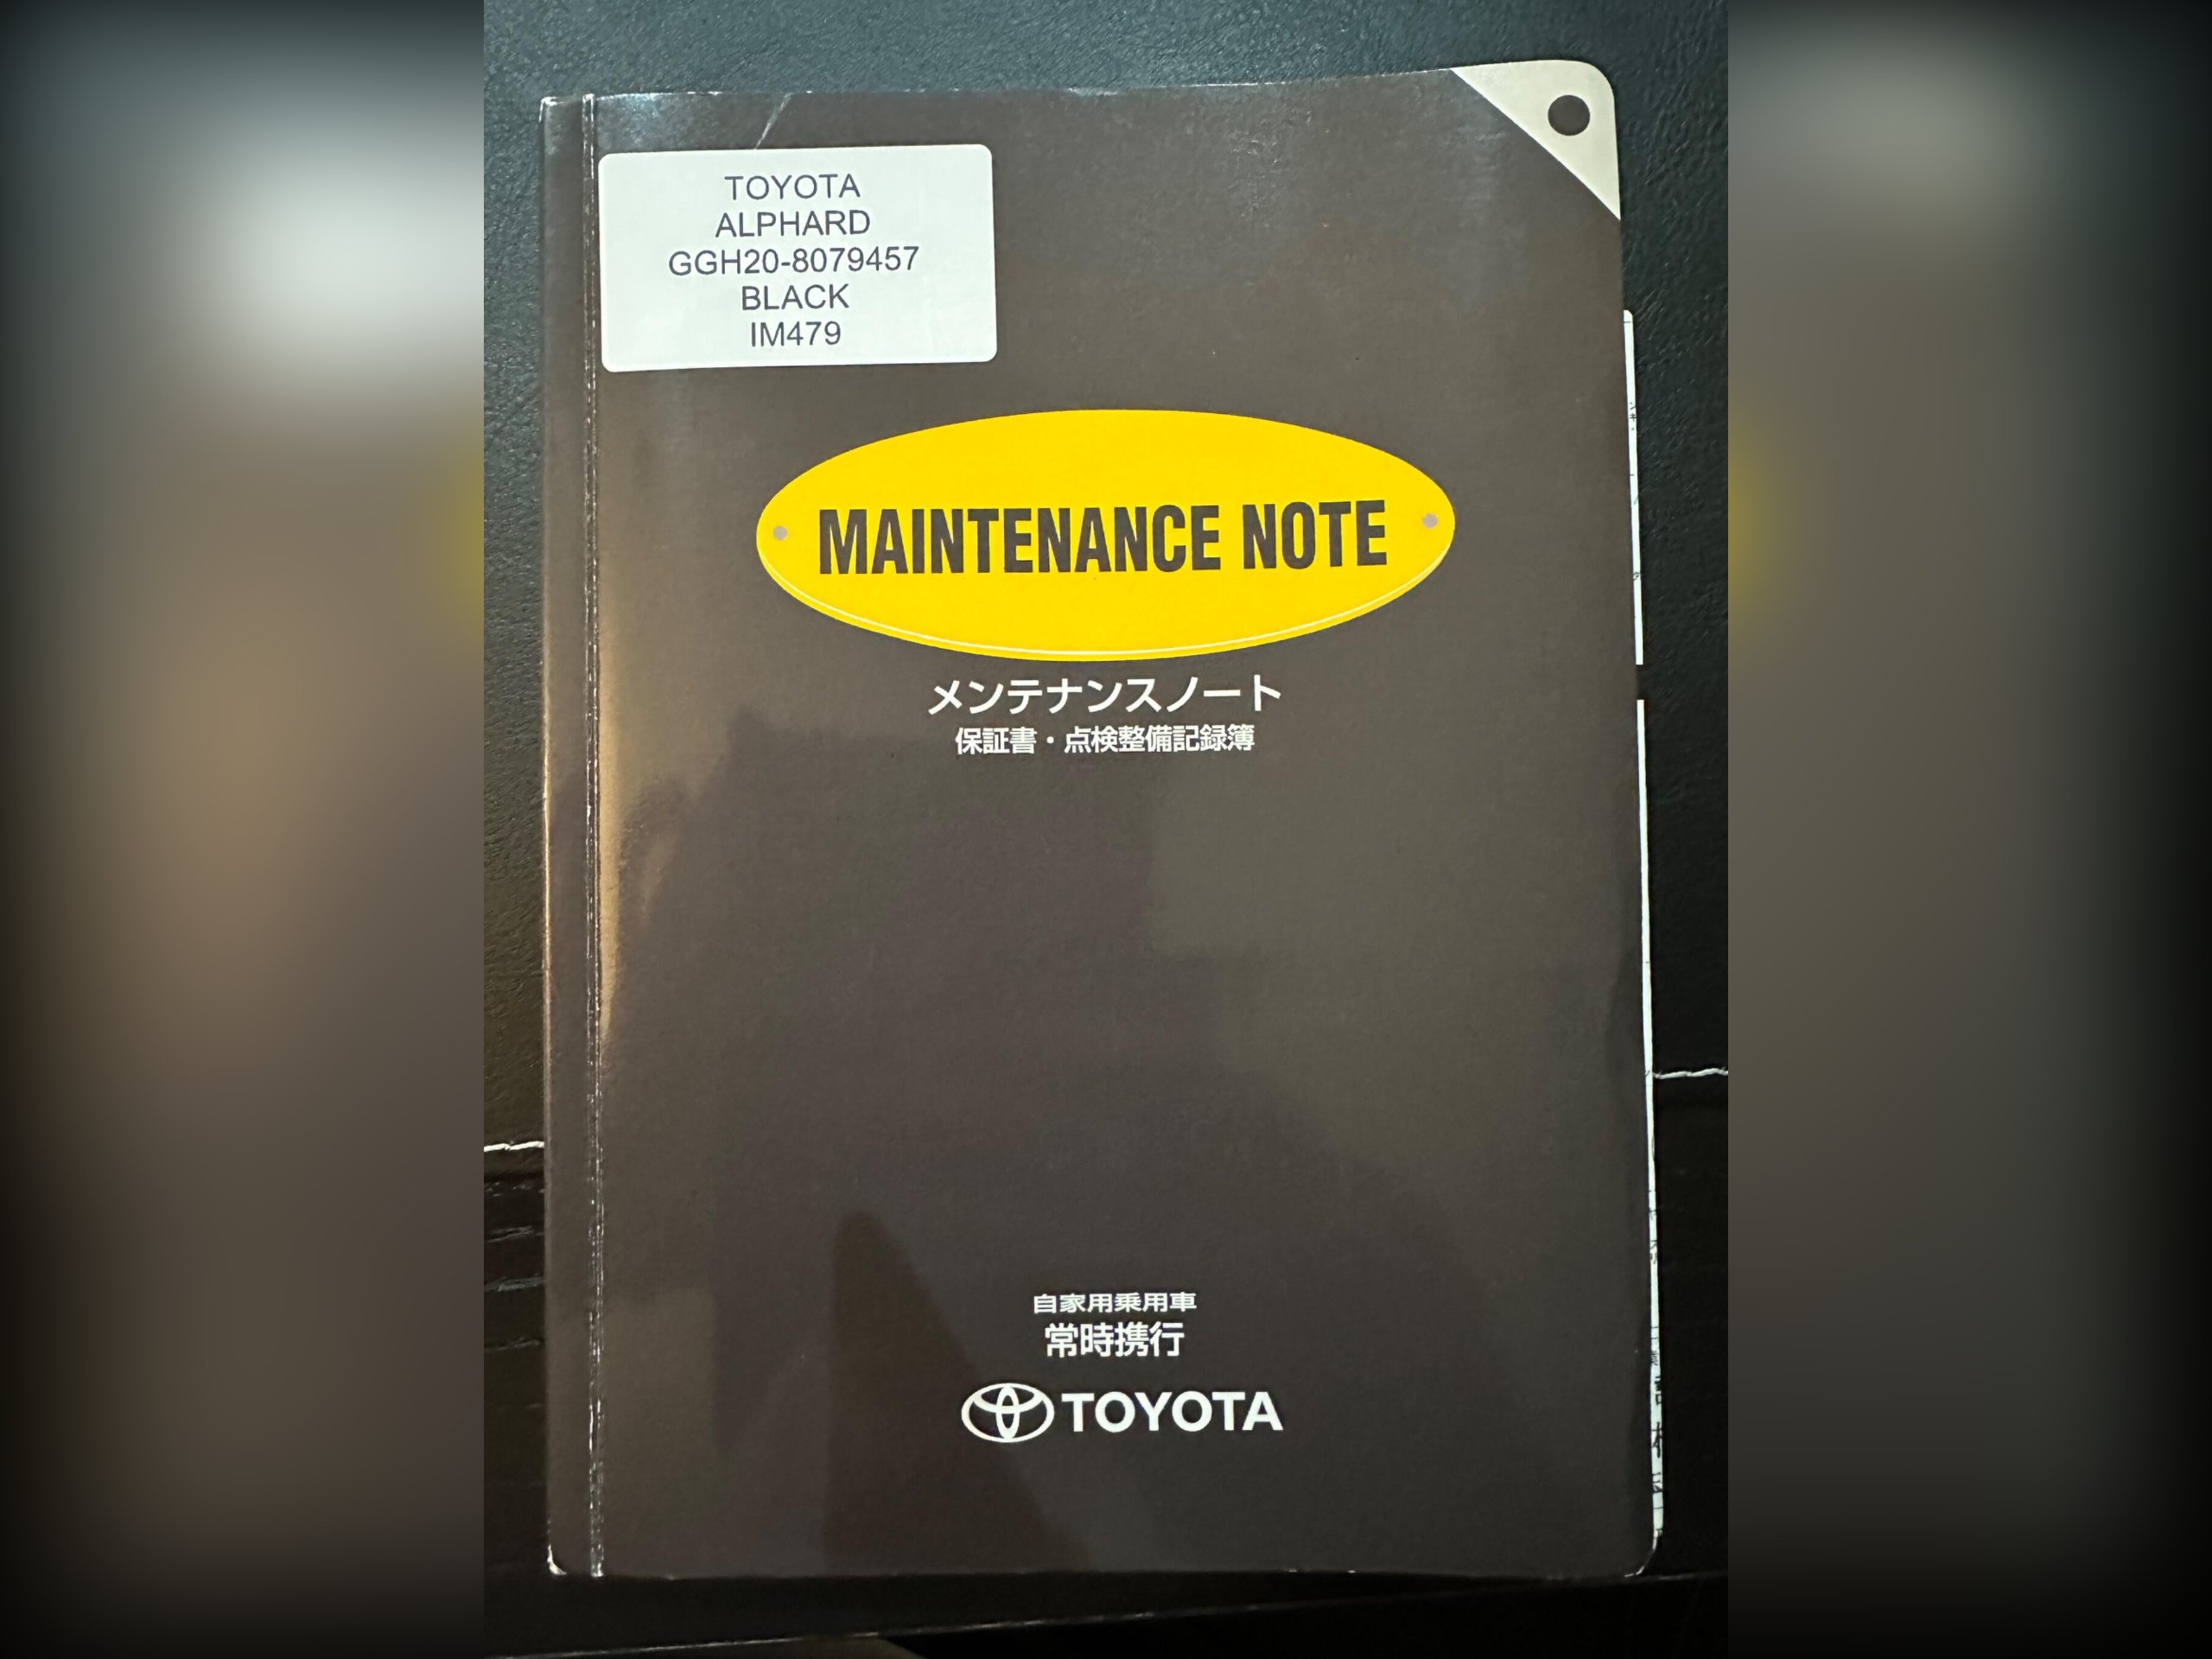 TOYOTA
ALPHARD
GGH20-8079457
BLACK
IM479
MAINTENANCE NOTE
メンテナンスノート
保証書・点検整備記録簿
自家用乗用車
常時携行
TOYOTA